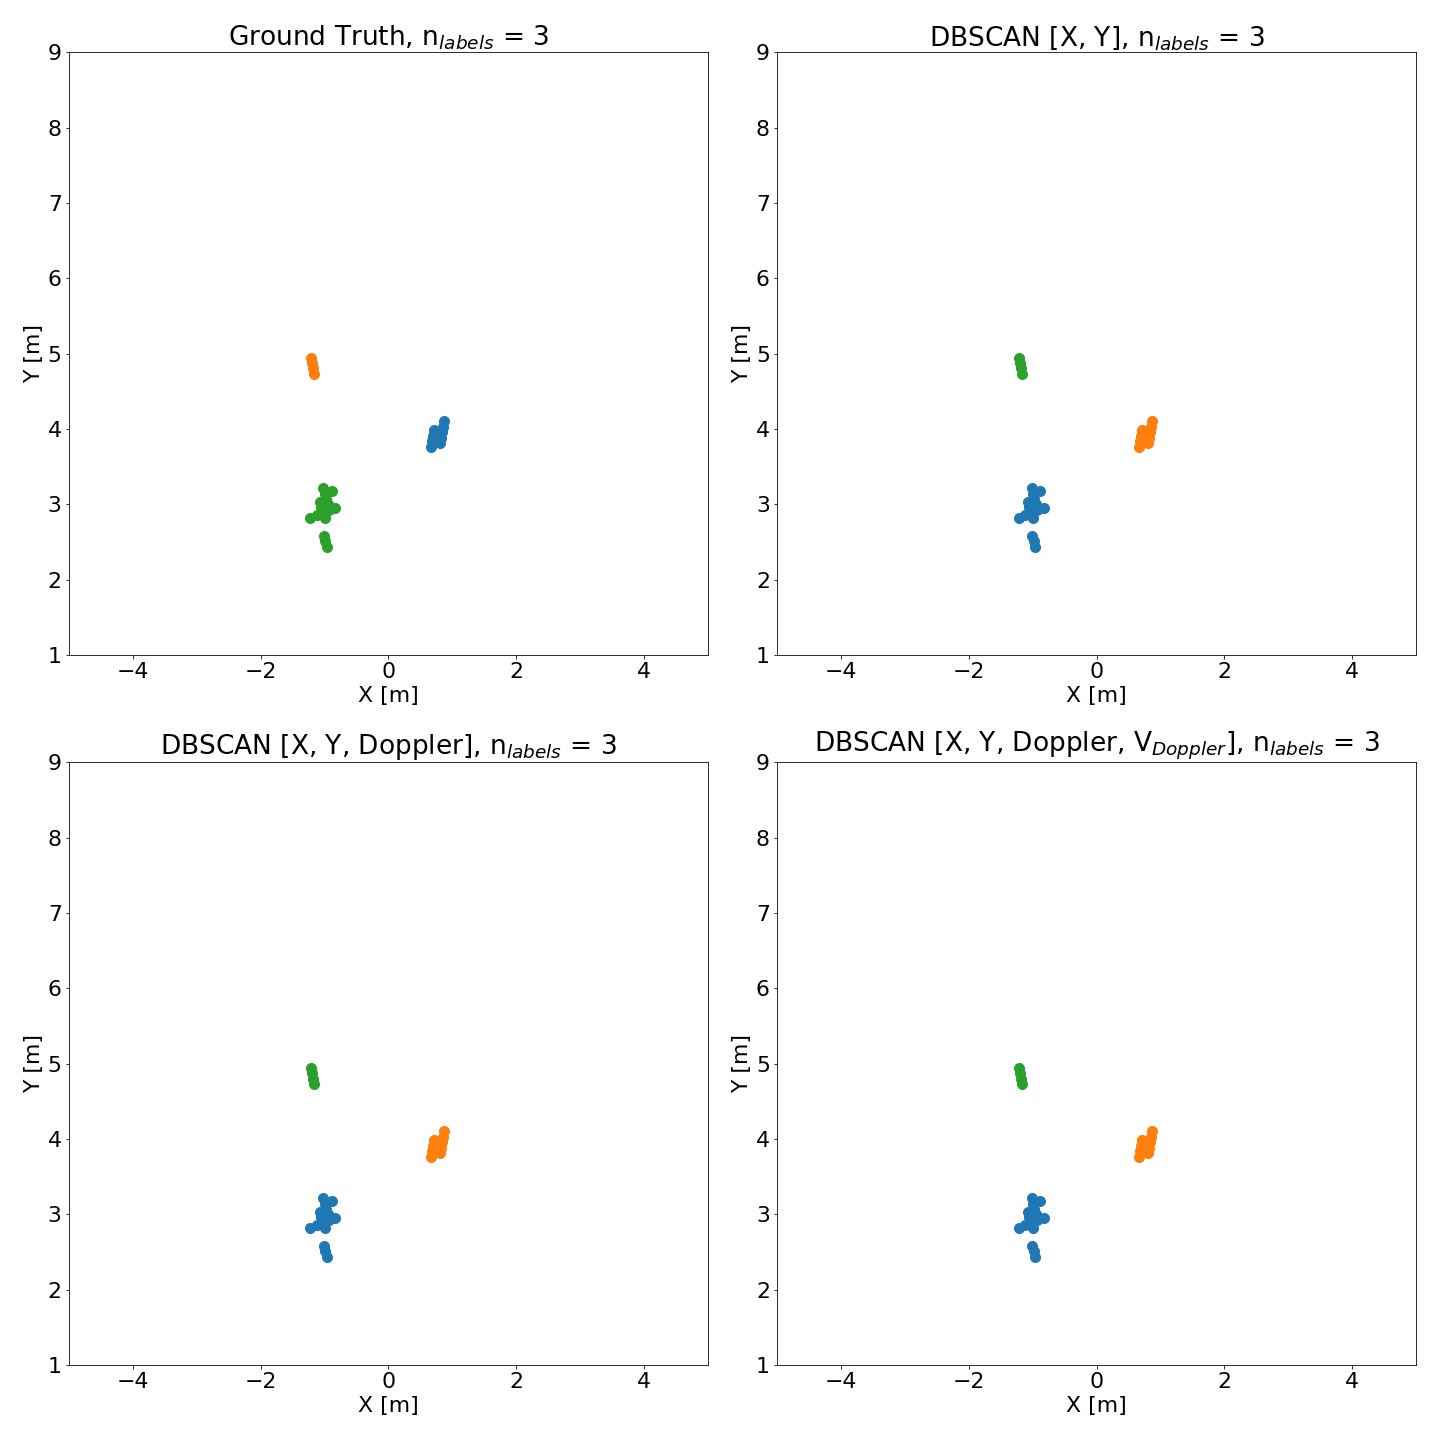 Ground Truth, n_labels = 3
9
8
7
6
5
4
3
2
1
Y [m]
−4 −2 0 2 4
X [m]
DBSCAN [X, Y], n_labels = 3
9
8
7
6
5
4
3
2
1
Y [m]
−4 −2 0 2 4
X [m]
DBSCAN [X, Y, Doppler], n_labels = 3
9
8
7
6
5
4
3
2
1
Y [m]
−4 −2 0 2 4
X [m]
DBSCAN [X, Y, Doppler, V_Doppler], n_labels = 3
9
8
7
6
5
4
3
2
1
Y [m]
−4 −2 0 2 4
X [m]